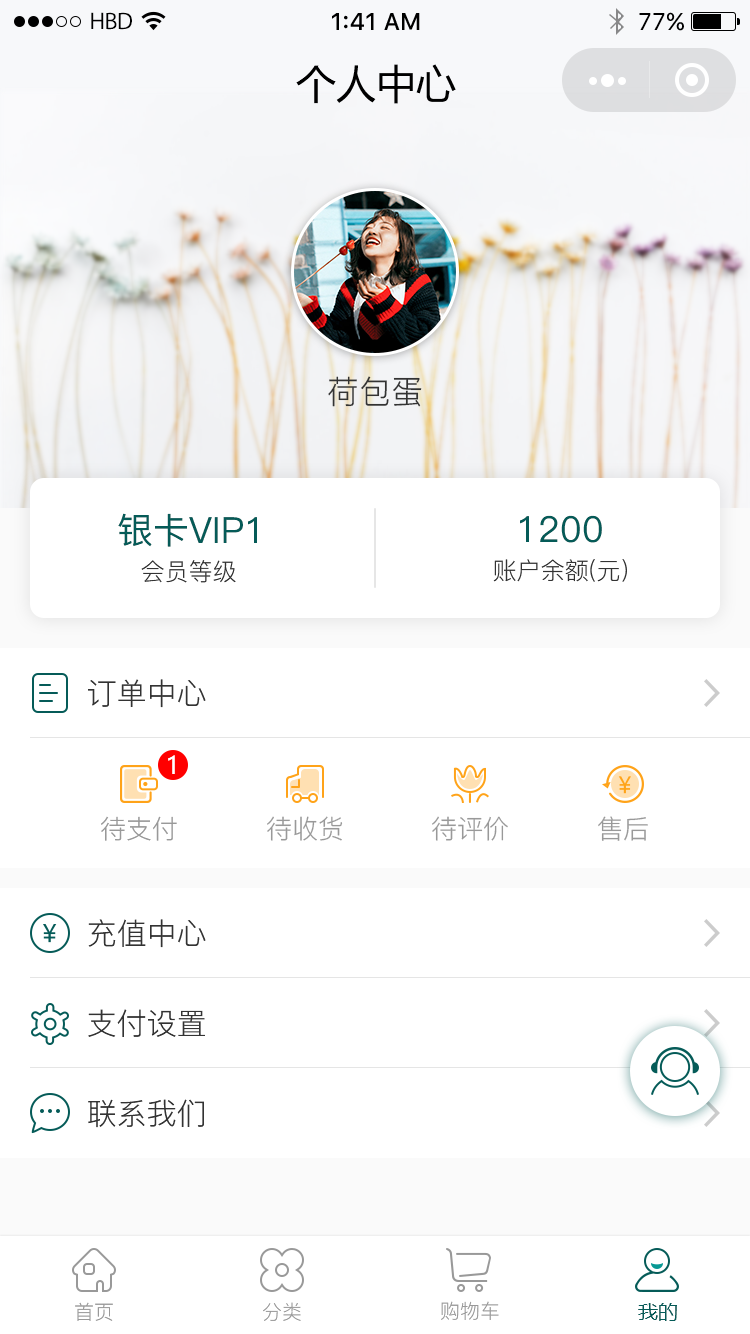 HBD 1:41 AM 77%
个人中心
荷包蛋
银卡VIP1 1200
会员等级 账户余额(元)
订单中心
1
待支付 待收货 待评价 售后
充值中心
支付设置
联系我们
首页 分类 购物车 我的